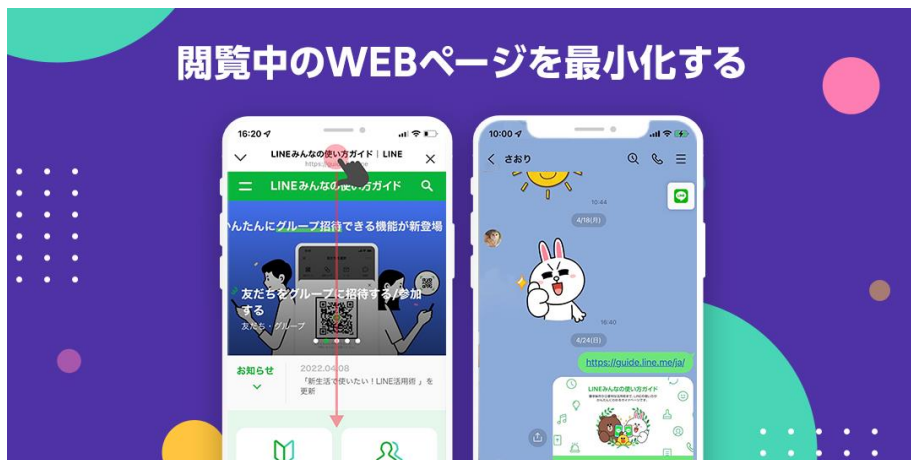 閲覧中のWEBページを最小化する
16:20
LINEみんなの使い方ガイド | LINE
LINEみんなの使い方ガイド
かんたんにグループ招待できる機能が新登場
友だちをグループに招待する/参加
する
友だち・グループ
お知らせ
2022.04.08
「新生活で使いたい！LINE活用術 」を
更新
10:00
さおり
10:44
4/18(月)
16:40
4/24(日)
https://guide.line.me/ja/
LINEみんなの使い方ガイド